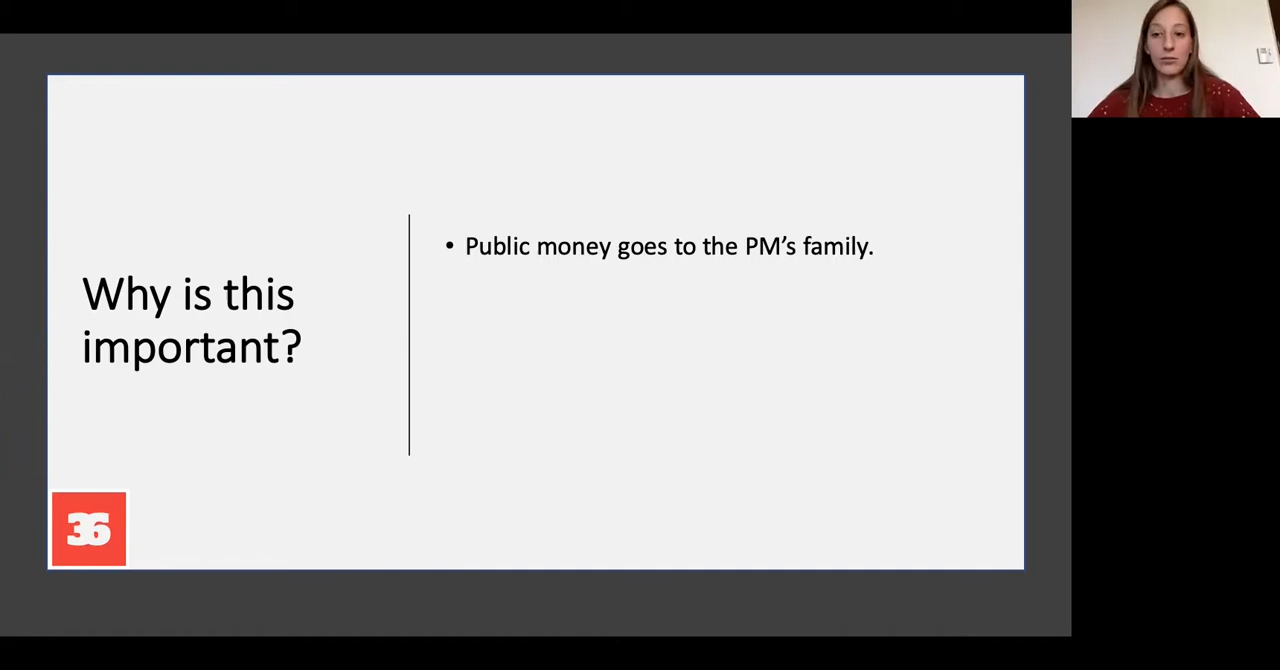 Why is this
important?
• Public money goes to the PM’s family.
36